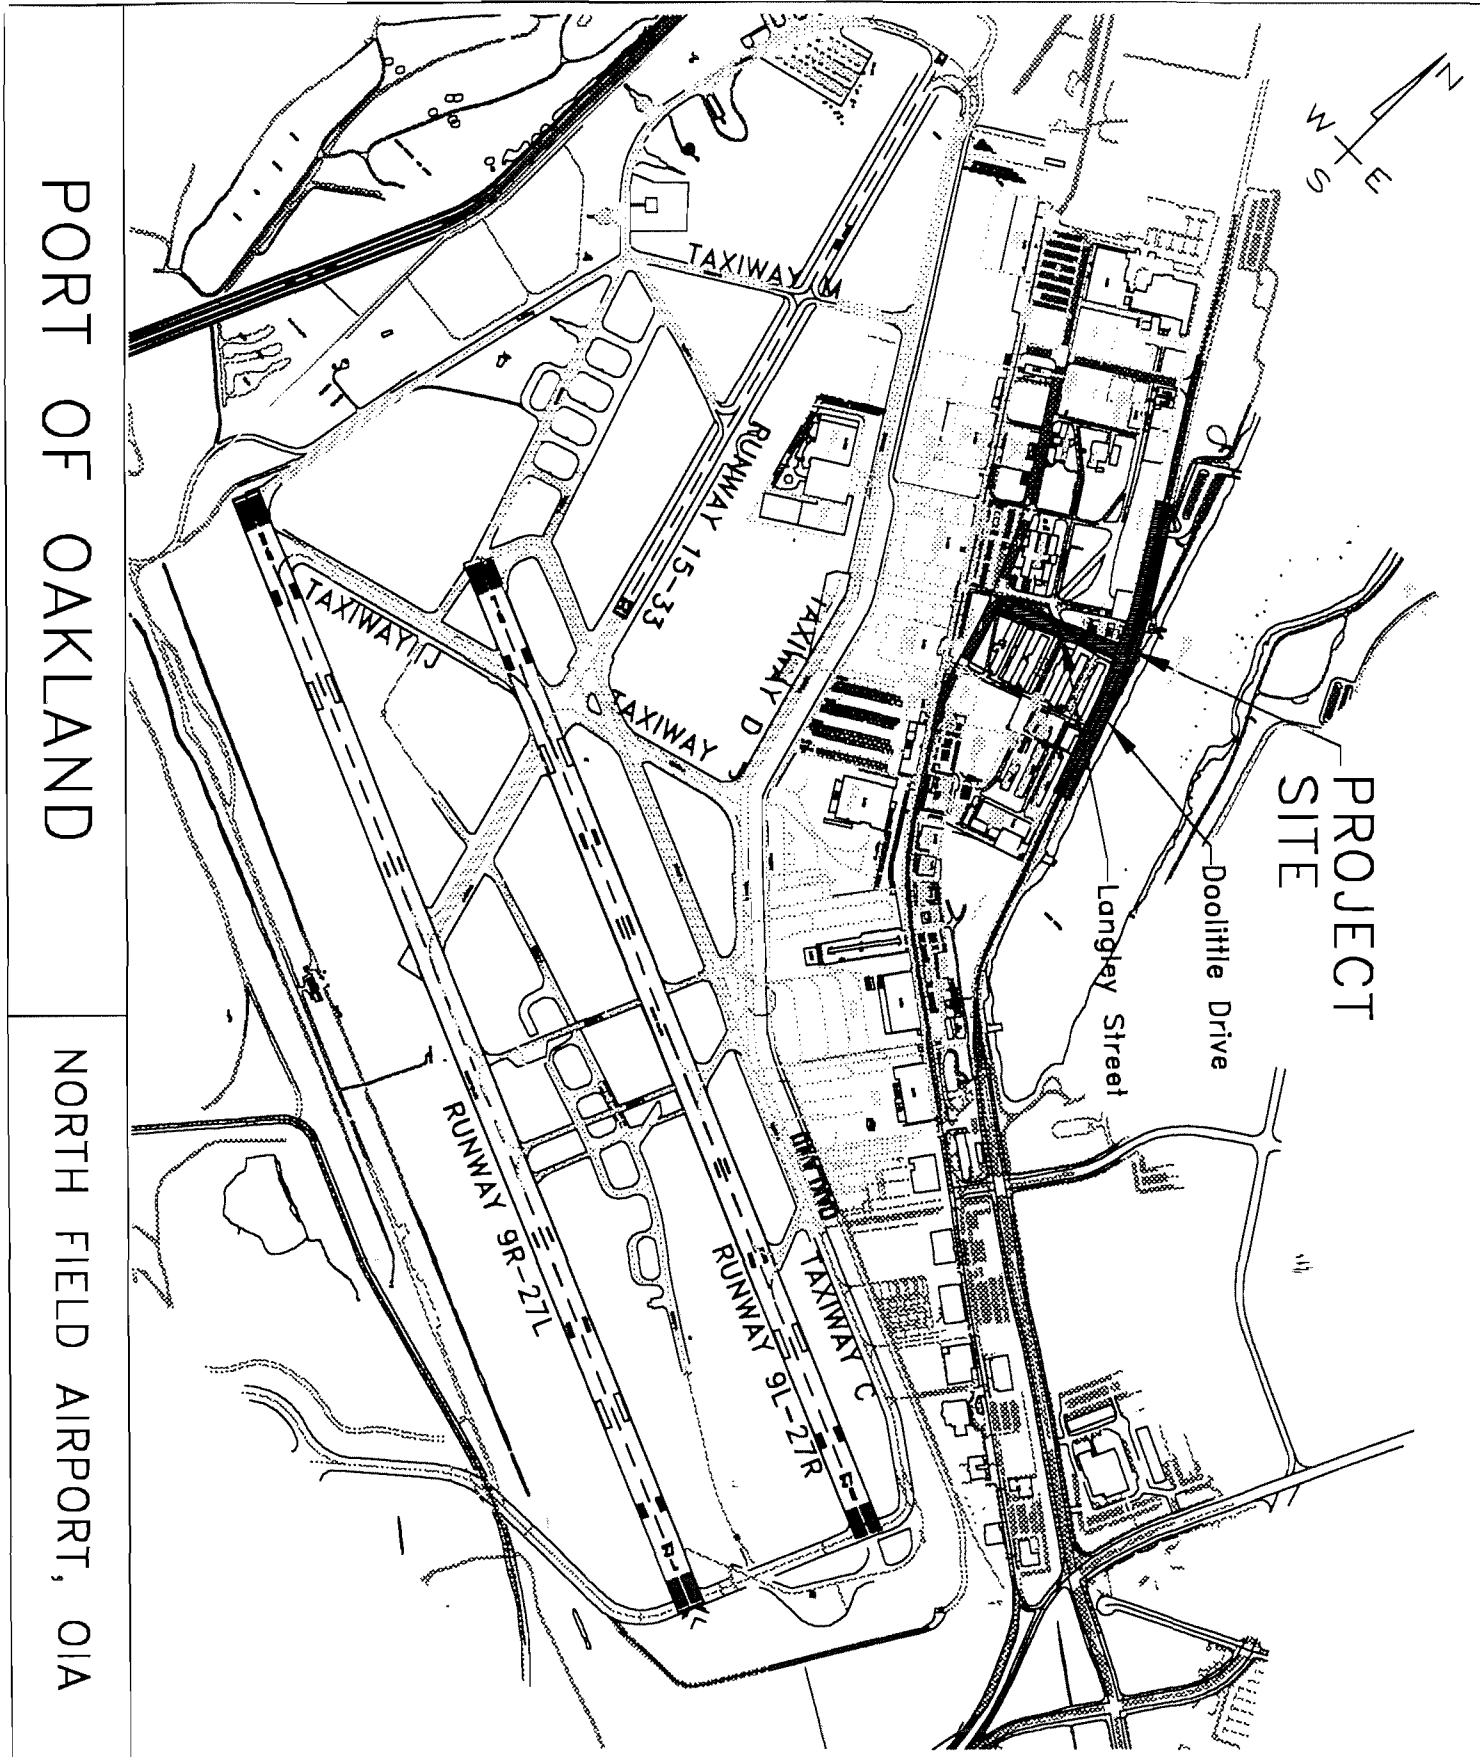 N
W
E
S
PROJECT
SITE
Doolittle Drive
Langley Street
TAXIWAY M
RUNWAY 15-33
TAXIWAY D
TAXIWAY J
TAXIWAY J
OAKLAND
TAXIWAY C
RUNWAY 9L-27R
RUNWAY 9R-27L
PORT OF OAKLAND
NORTH FIELD AIRPORT, OIA